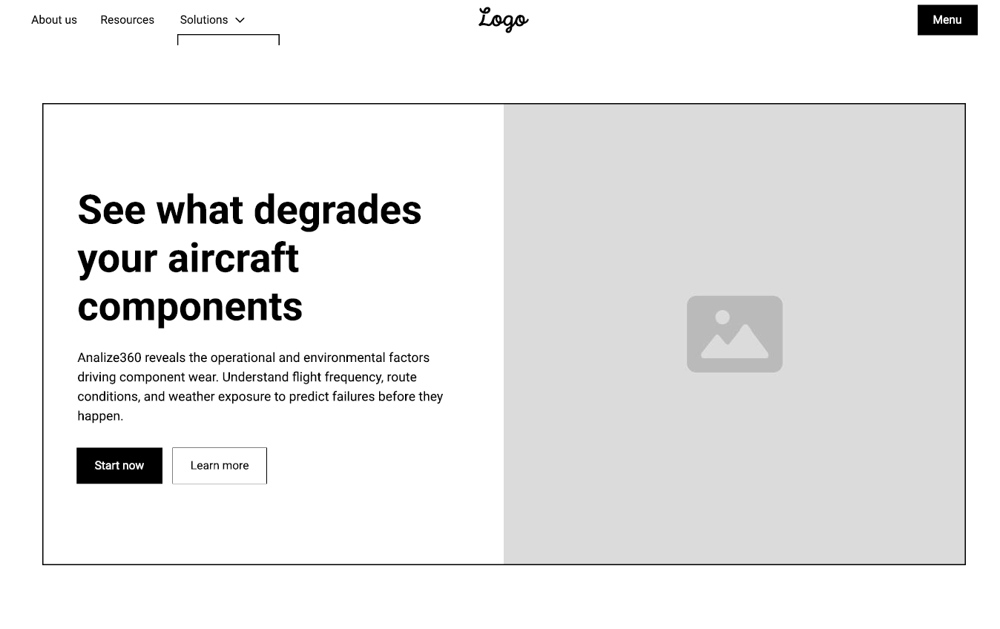 About us Resources Solutions Logo Menu
See what degrades
your aircraft
components
Analize360 reveals the operational and environmental factors
driving component wear. Understand flight frequency, route
conditions, and weather exposure to predict failures before they
happen.
Start now Learn more